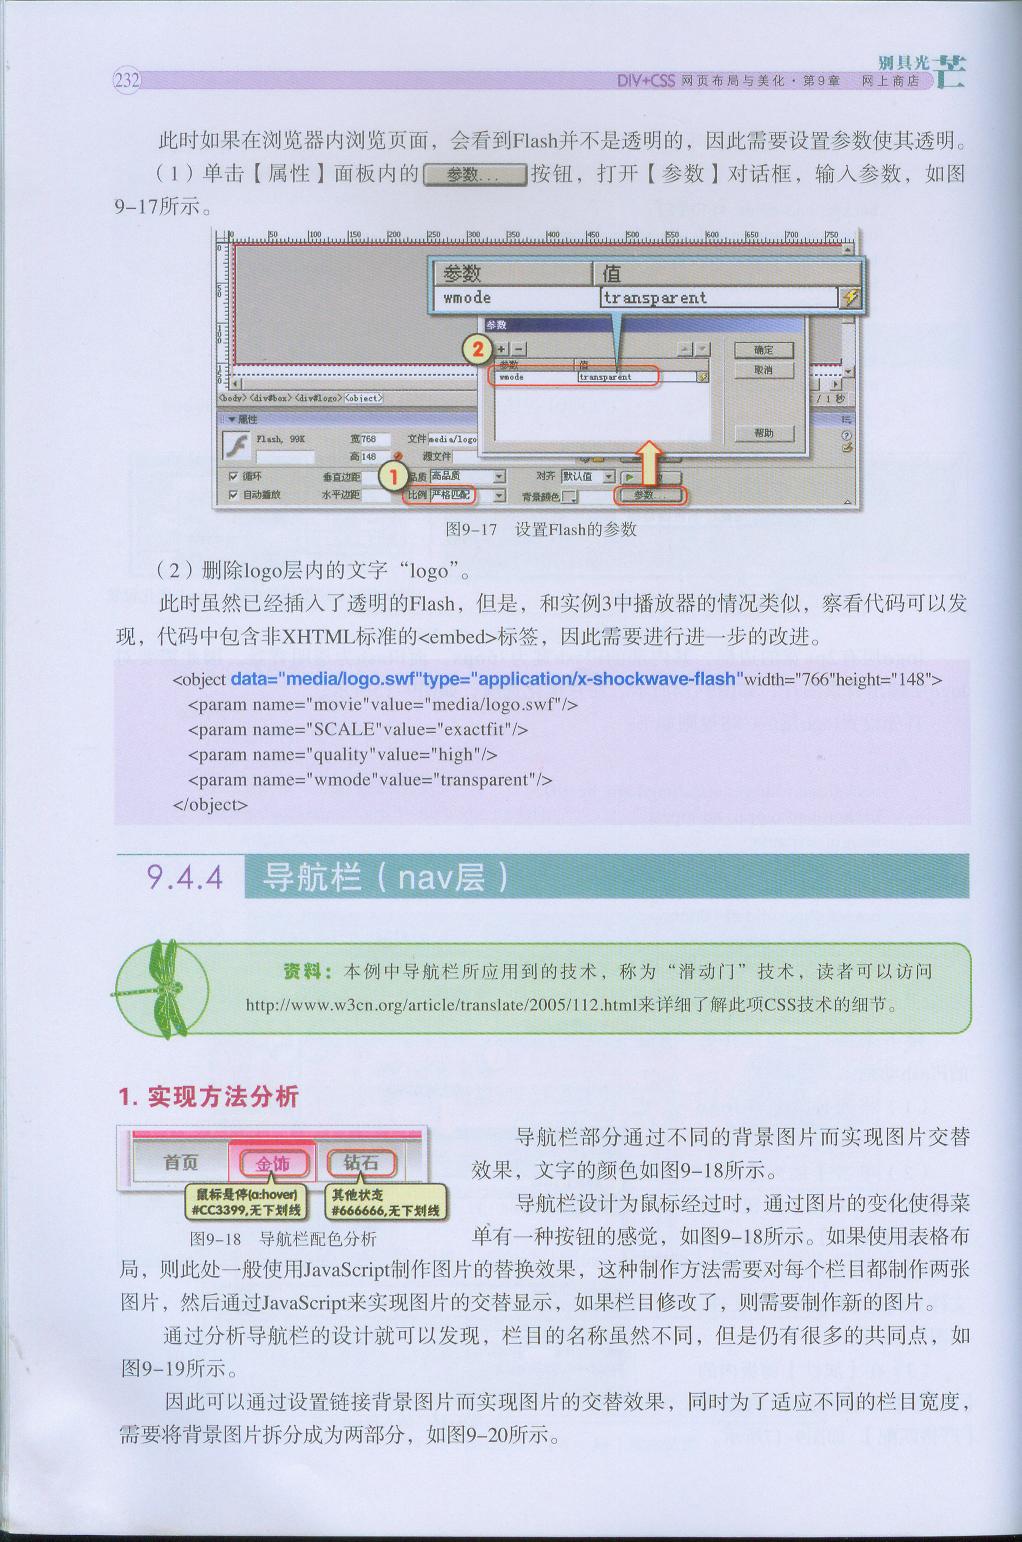 232
别具光芒
DIV+CSS 网页布局与美化·第9章 网上商店
此时如果在浏览器内浏览页面，会看到Flash并不是透明的，因此需要设置参数使其透明。
（1）单击【属性】面板内的 参数... 按钮，打开【参数】对话框，输入参数，如图
9-17所示。
0 50 100 150 200 250 300 350 400 450 500 550 600 650 700 750
参数 值
wmode transparent
参数
2
确定
参数 值
取消
wmode transparent
<body> <div#box> <div#logo> <object>
/ 1 秒
属性
帮助
Flash, 99K 宽 768 文件 media/logo
高 148 源文件
1
循环 垂直边距 品质 高品质 对齐 默认值
自动播放 水平边距 比例 严格匹配 背景颜色 参数...
图9-17 设置Flash的参数
（2）删除logo层内的文字“logo”。
此时虽然已经插入了透明的Flash，但是，和实例3中播放器的情况类似，察看代码可以发
现，代码中包含非XHTML标准的<embed>标签，因此需要进行进一步的改进。
<object data="media/logo.swf"type="application/x-shockwave-flash"width="766"height="148">
<param name="movie"value="media/logo.swf"/>
<param name="SCALE"value="exactfit"/>
<param name="quality"value="high"/>
<param name="wmode"value="transparent"/>
</object>
9.4.4 导航栏（nav层）
资料：本例中导航栏所应用到的技术，称为“滑动门”技术，读者可以访问
http://www.w3cn.org/article/translate/2005/112.html来详细了解此项CSS技术的细节。
1. 实现方法分析
首页 金饰 钻石
鼠标悬停(a:hover)
#CC3399,无下划线
其他状态
#666666,无下划线
图9-18 导航栏配色分析
导航栏部分通过不同的背景图片而实现图片交替
效果，文字的颜色如图9-18所示。
导航栏设计为鼠标经过时，通过图片的变化使得菜
单有一种按钮的感觉，如图9-18所示。如果使用表格布
局，则此处一般使用JavaScript制作图片的替换效果，这种制作方法需要对每个栏目都制作两张
图片，然后通过JavaScript来实现图片的交替显示，如果栏目修改了，则需要制作新的图片。
通过分析导航栏的设计就可以发现，栏目的名称虽然不同，但是仍有很多的共同点，如
图9-19所示。
因此可以通过设置链接背景图片而实现图片的交替效果，同时为了适应不同的栏目宽度，
需要将背景图片拆分成为两部分，如图9-20所示。